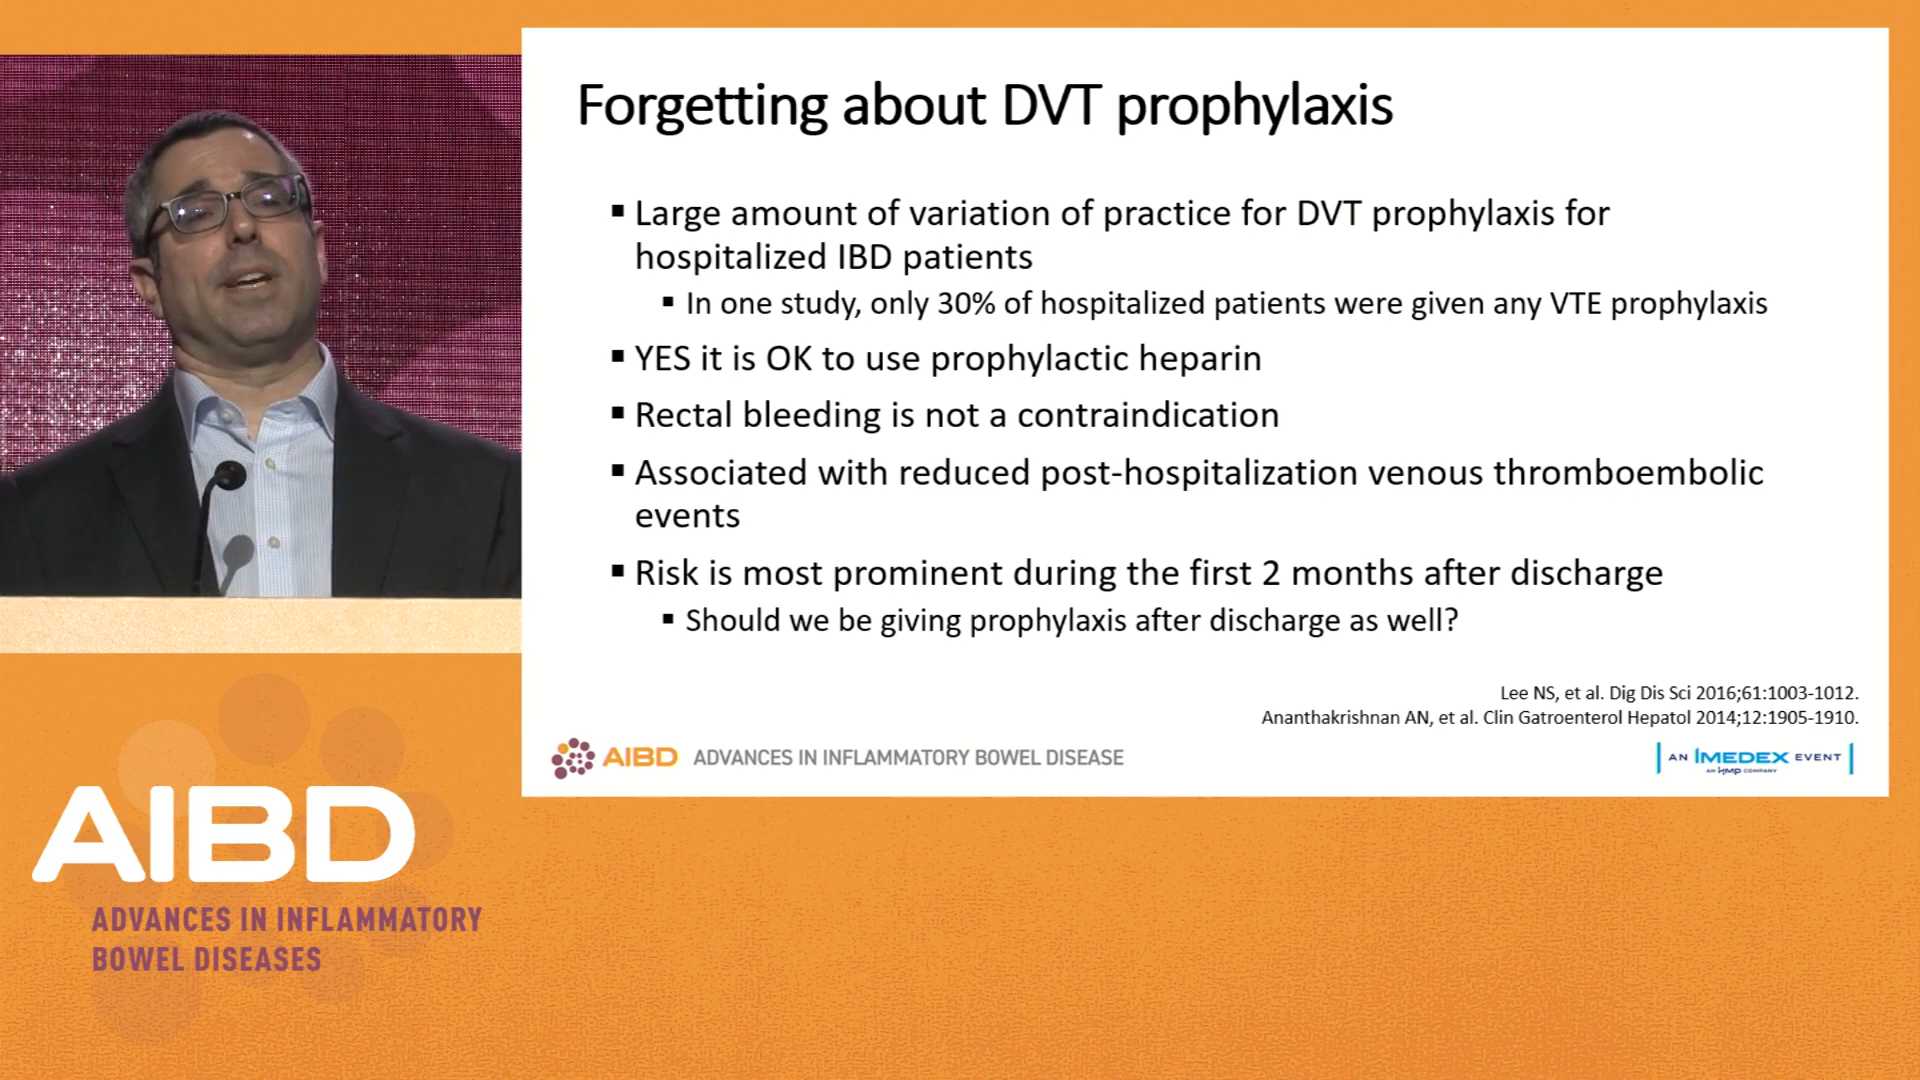 Forgetting about DVT prophylaxis
▪ Large amount of variation of practice for DVT prophylaxis for
hospitalized IBD patients
▪ In one study, only 30% of hospitalized patients were given any VTE prophylaxis
▪ YES it is OK to use prophylactic heparin
▪ Rectal bleeding is not a contraindication
▪ Associated with reduced post-hospitalization venous thromboembolic
events
▪ Risk is most prominent during the first 2 months after discharge
▪ Should we be giving prophylaxis after discharge as well?
Lee NS, et al. Dig Dis Sci 2016;61:1003-1012.
Ananthakrishnan AN, et al. Clin Gatroenterol Hepatol 2014;12:1905-1910.
AIBD ADVANCES IN INFLAMMATORY BOWEL DISEASE
AN IMEDEX EVENT
AN HMP COMPANY
AIBD
ADVANCES IN INFLAMMATORY
BOWEL DISEASES